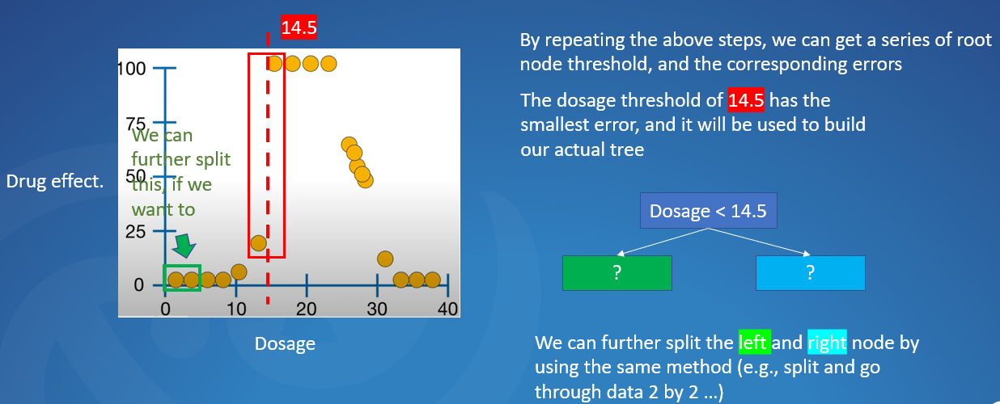 14.5
By repeating the above steps, we can get a series of root
node threshold, and the corresponding errors
The dosage threshold of 14.5 has the
smallest error, and it will be used to build
our actual tree
100
75
50
25
0
We can
further split
this, if we
want to
Drug effect.
0 10 20 30 40
Dosage
Dosage < 14.5
? ?
We can further split the left and right node by
using the same method (e.g., split and go
through data 2 by 2 ...)